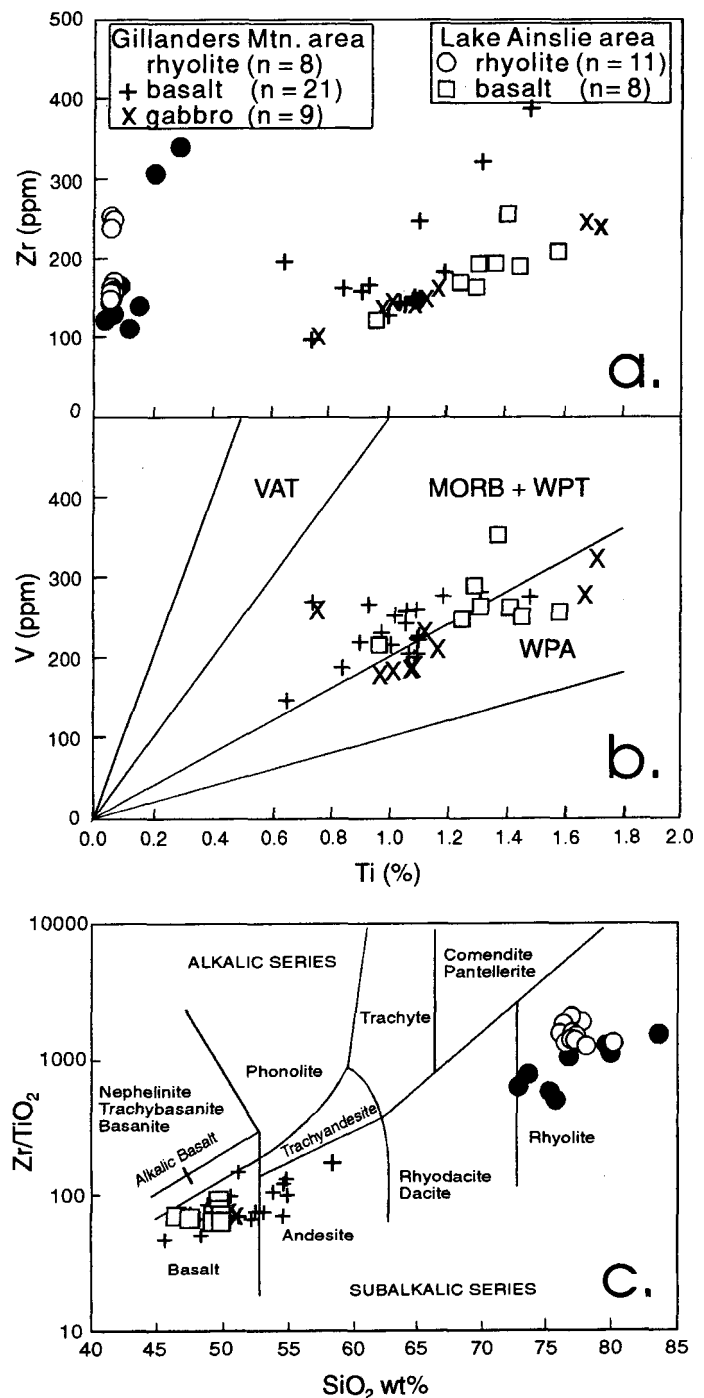 500
400
300
200
100
0
Zr (ppm)
Gillanders Mtn. area
rhyolite (n = 8)
+ basalt (n = 21)
X gabbro (n = 9)
Lake Ainslie area
○ rhyolite (n = 11)
□ basalt (n = 8)
a.
400
300
200
100
0
V (ppm)
VAT
MORB + WPT
WPA
b.
0.0 0.2 0.4 0.6 0.8 1.0 1.2 1.4 1.6 1.8 2.0
Ti (%)
10000
1000
100
10
Zr/TiO2
ALKALIC SERIES
Comendite
Pantellerite
Trachyte
Phonolite
Nephelinite
Trachybasanite
Basanite
Alkalic Basalt
Trachyandesite
Rhyolite
Rhyodacite
Dacite
Andesite
Basalt
SUBALKALIC SERIES
c.
40 45 50 55 60 65 70 75 80 85
SiO2 wt%